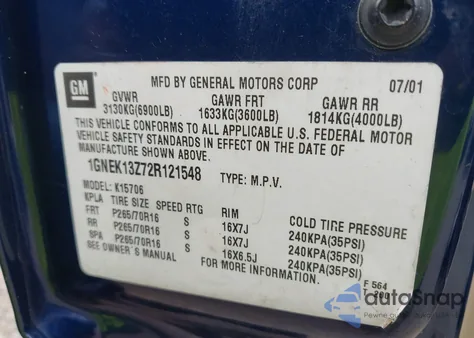 GM
MFD BY GENERAL MOTORS CORP 07/01
GVWR GAWR FRT GAWR RR
3130KG(6900LB) 1633KG(3600LB) 1814KG(4000LB)
THIS VEHICLE CONFORMS TO ALL APPLICABLE U.S. FEDERAL MOTOR
VEHICLE SAFETY STANDARDS IN EFFECT ON THE DATE OF
MANUFACTURE SHOWN ABOVE.
1GNEK13Z72R121548 TYPE: M.P.V.
MODEL: K15706
KPLA TIRE SIZE SPEED RTG RIM COLD TIRE PRESSURE
FRT P265/70R16 S 16X7J 240KPA(35PSI)
RR P265/70R16 S 16X7J 240KPA(35PSI)
SPA P265/70R16 S 16X6.5J 240KPA(35PSI)
SEE OWNER'S MANUAL
F 564
autoSnap